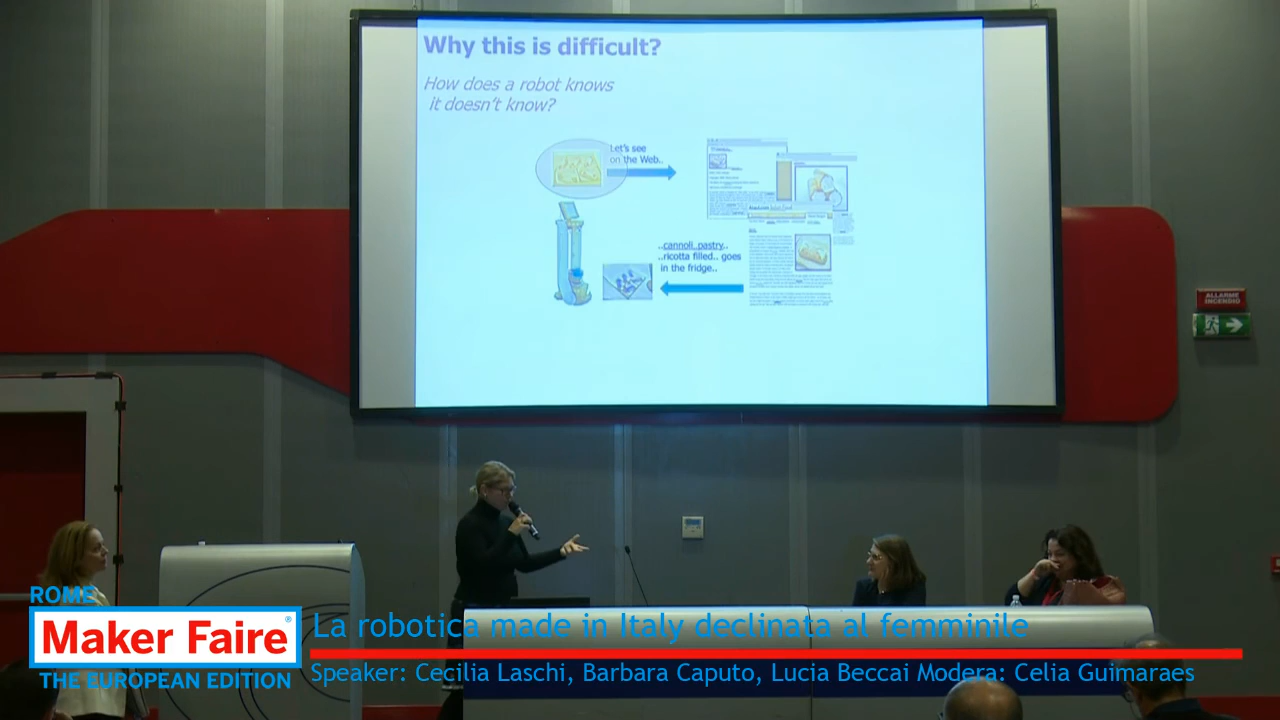 Why this is difficult?
How does a robot knows
it doesn't know?
Let's see
on the Web..
..cannoli..pastry..
..ricotta filled.. goes
in the fridge..
ALLARME
INCENDIO
ROME
Maker Faire®
THE EUROPEAN EDITION
La robotica made in Italy declinata al femminile
Speaker: Cecilia Laschi, Barbara Caputo, Lucia Beccai Modera: Celia Guimaraes